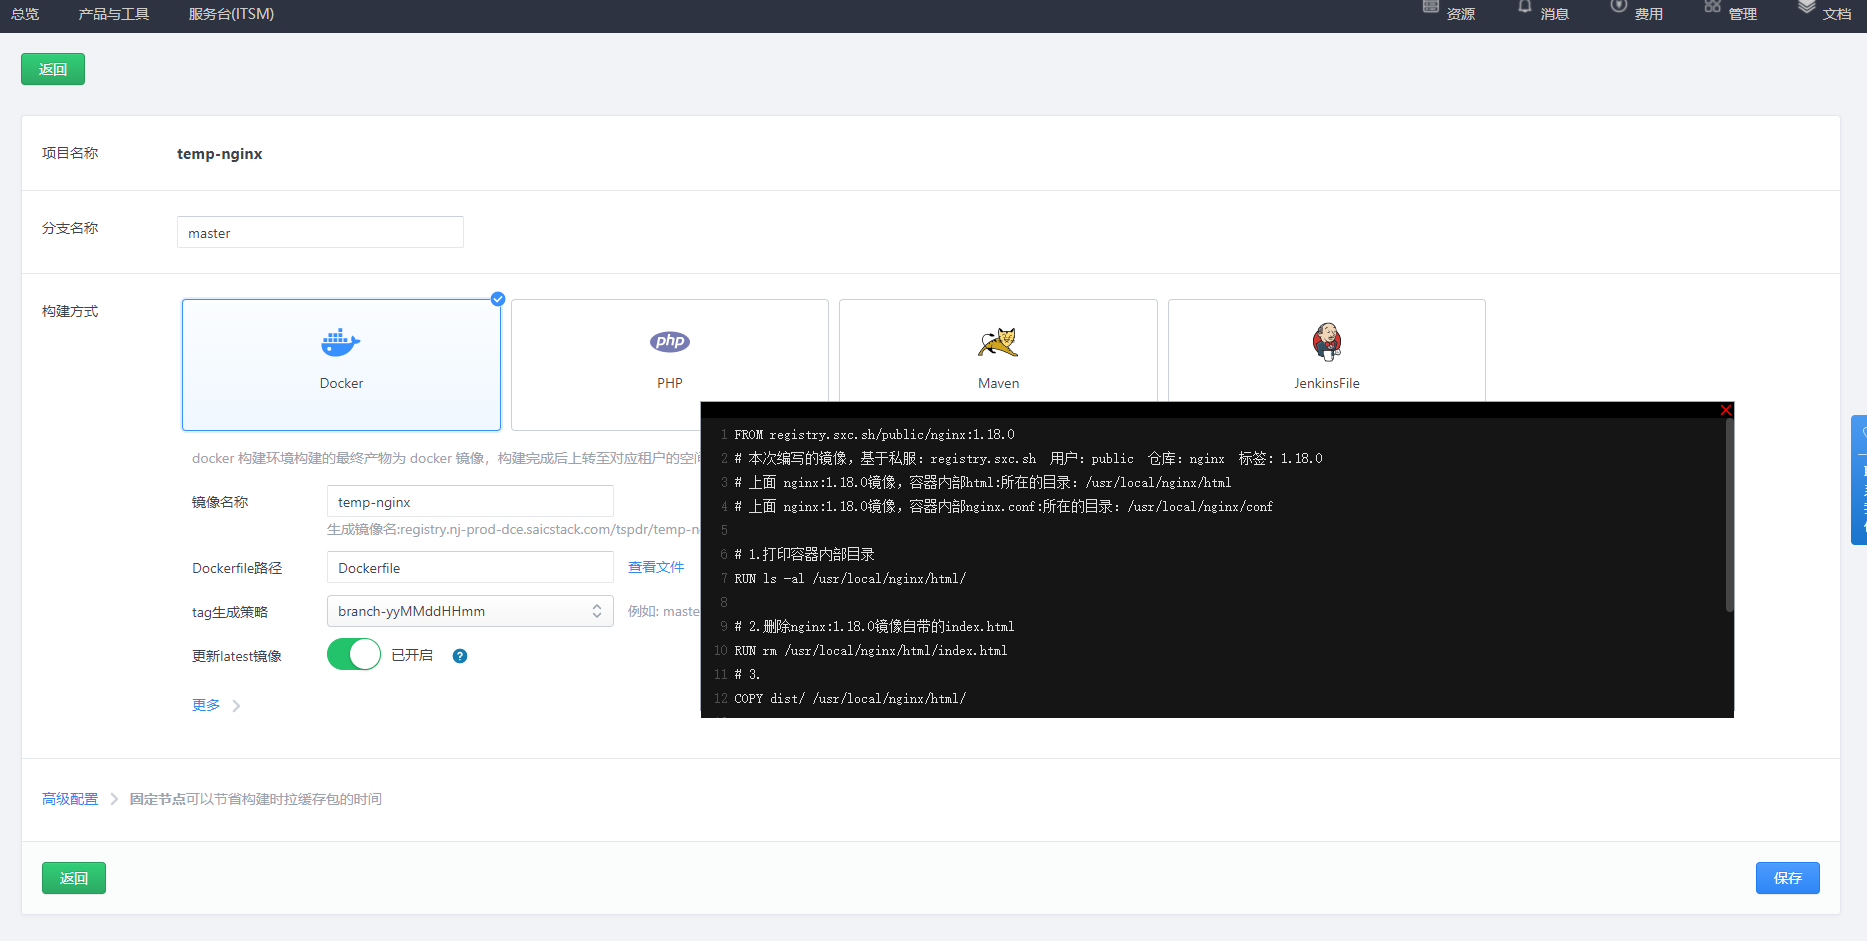 总览 产品与工具 服务台(ITSM) 资源 消息 费用 管理 文档
返回
项目名称 temp-nginx
分支名称 master
构建方式
Docker PHP Maven JenkinsFile
docker 构建环境构建的最终产物为 docker 镜像，构建完成后上转至对应租户的空间
镜像名称 temp-nginx
生成镜像名:registry.nj-prod-dce.saicstack.com/tspdr/temp-n
Dockerfile路径 Dockerfile 查看文件
tag生成策略 branch-yyMMddHHmm 例如: maste
更新latest镜像 已开启 ?
更多
1 FROM registry.sxc.sh/public/nginx:1.18.0
2 # 本次编写的镜像，基于私服：registry.sxc.sh 用户：public 仓库：nginx 标签：1.18.0
3 # 上面 nginx:1.18.0镜像，容器内部html:所在的目录：/usr/local/nginx/html
4 # 上面 nginx:1.18.0镜像，容器内部nginx.conf:所在的目录：/usr/local/nginx/conf
5
6 # 1.打印容器内部目录
7 RUN ls -al /usr/local/nginx/html/
8
9 # 2.删除nginx:1.18.0镜像自带的index.html
10 RUN rm /usr/local/nginx/html/index.html
11 # 3.
12 COPY dist/ /usr/local/nginx/html/
高级配置 固定节点可以节省构建时拉缓存包的时间
返回 保存